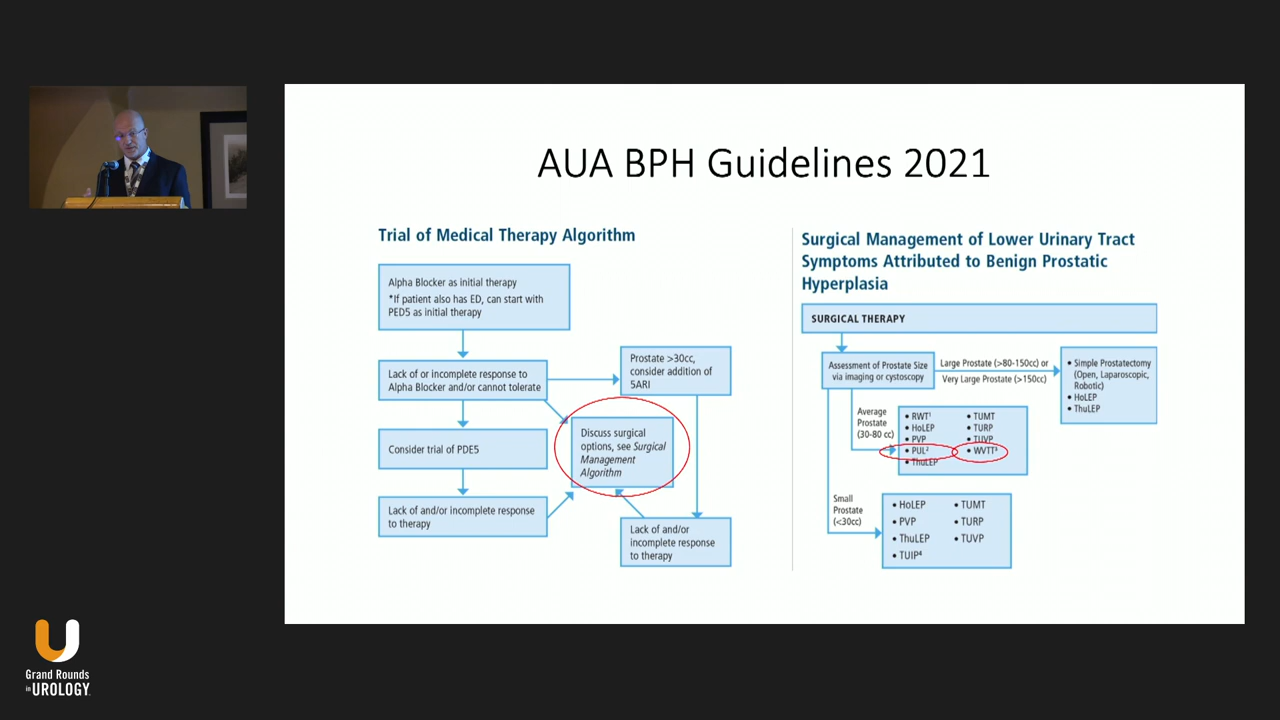 AUA BPH Guidelines 2021
Trial of Medical Therapy Algorithm
Alpha Blocker as initial therapy
*If patient also has ED, can start with
PED5 as initial therapy
Lack of or incomplete response to
Alpha Blocker and/or cannot tolerate
Prostate >30cc,
consider addition of
5ARI
Consider trial of PDE5
Discuss surgical
options, see Surgical
Management
Algorithm
Lack of and/or incomplete response
to therapy
Lack of and/or
incomplete response
to therapy
Surgical Management of Lower Urinary Tract
Symptoms Attributed to Benign Prostatic
Hyperplasia
SURGICAL THERAPY
Assessment of Prostate Size
via imaging or cystoscopy
Large Prostate (>80-150cc) or
Very Large Prostate (>150cc)
• Simple Prostatectomy
(Open, Laparoscopic,
Robotic)
• HoLEP
• ThuLEP
Average
Prostate
(30-80 cc)
• RWT¹
• HoLEP
• PVP
• PUL²
• ThuLEP
• TUMT
• TURP
• TUVP
• WVTT³
Small
Prostate
(<30cc)
• HoLEP
• PVP
• ThuLEP
• TUIP⁴
• TUMT
• TURP
• TUVP
Grand Rounds
in UROLOGY